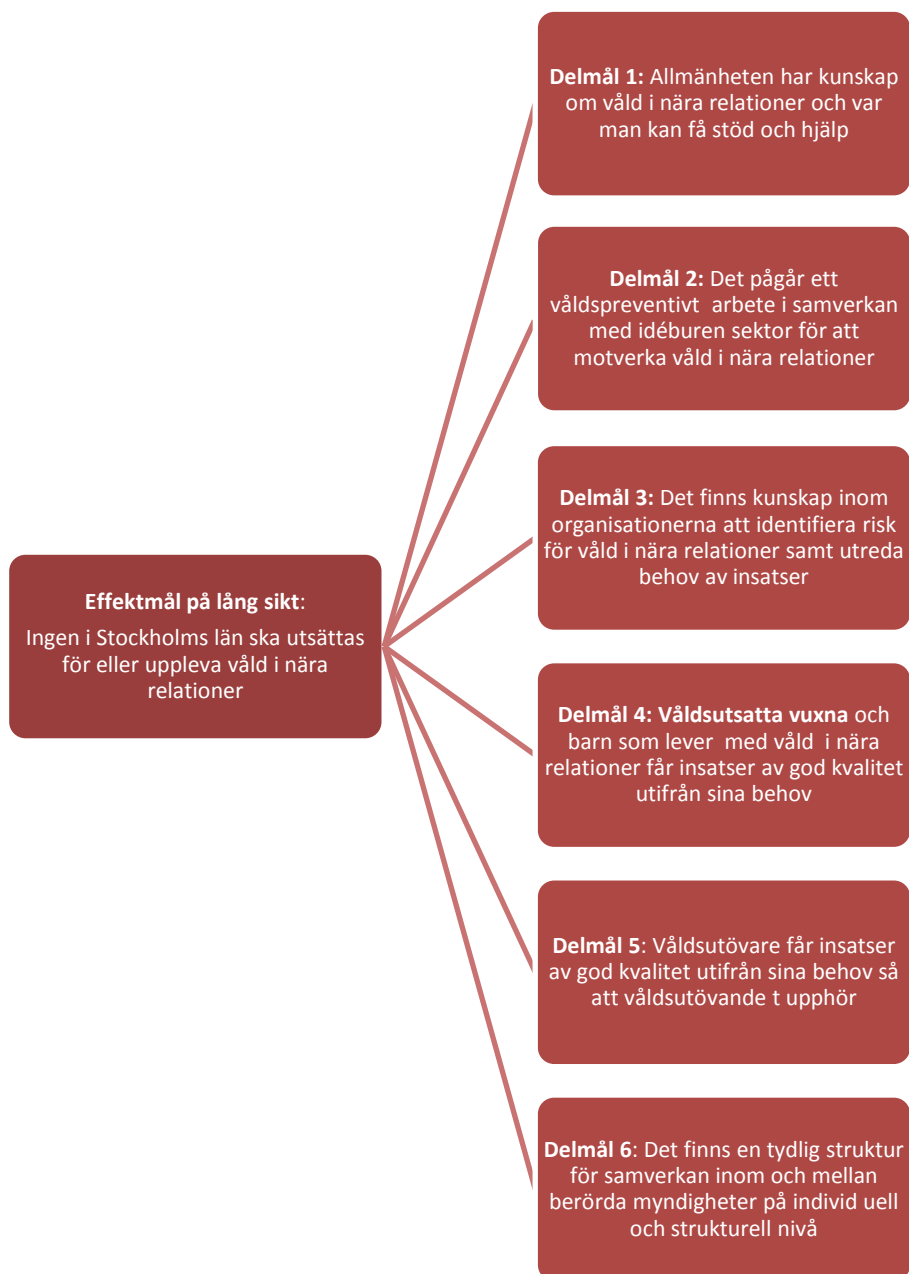 Delmål 1: Allmänheten har kunskap
om våld i nära relationer och var
man kan få stöd och hjälp
Delmål 2: Det pågår ett
våldspreventivt arbete i samverkan
med idéburen sektor för att
motverka våld i nära relationer
Delmål 3: Det finns kunskap inom
organisationerna att identifiera risk
för våld i nära relationer samt utreda
behov av insatser
Effektmål på lång sikt:
Ingen i Stockholms län ska utsättas
för eller uppleva våld i nära
relationer
Delmål 4: Våldsutsatta vuxna och
barn som lever med våld i nära
relationer får insatser av god kvalitet
utifrån sina behov
Delmål 5: Våldsutövare får insatser
av god kvalitet utifrån sina behov så
att våldsutövande t upphör
Delmål 6: Det finns en tydlig struktur
för samverkan inom och mellan
berörda myndigheter på individ uell
och strukturell nivå